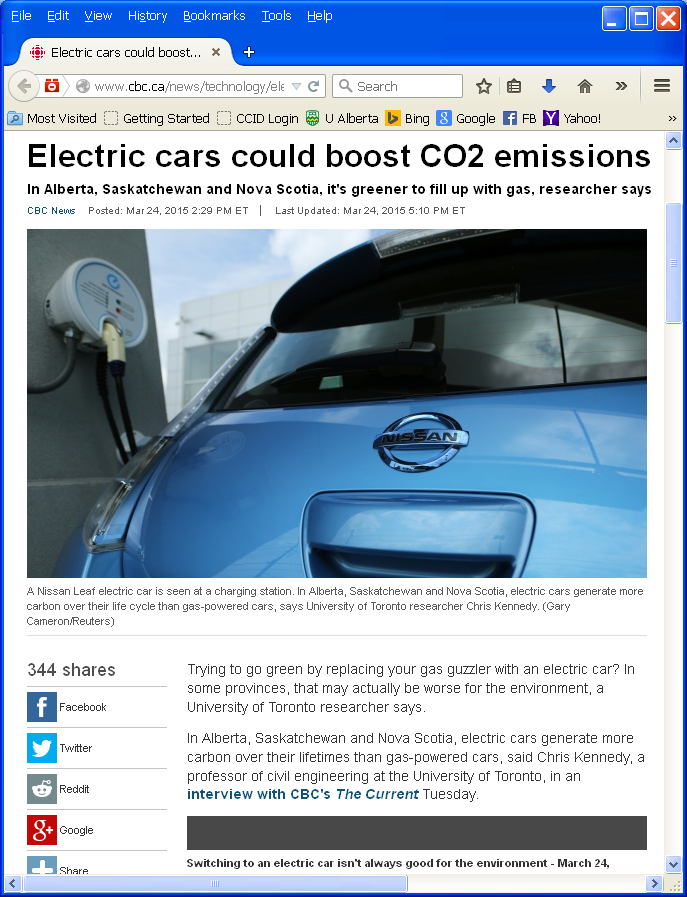 File Edit View History Bookmarks Tools Help
Electric cars could boost...
www.cbc.ca/news/technology/ele
Search
Most Visited Getting Started CCID Login U Alberta Bing Google FB Yahoo!
Electric cars could boost CO2 emissions
In Alberta, Saskatchewan and Nova Scotia, it's greener to fill up with gas, researcher says
CBC News Posted: Mar 24, 2015 2:29 PM ET | Last Updated: Mar 24, 2015 5:10 PM ET
NISSAN
A Nissan Leaf electric car is seen at a charging station. In Alberta, Saskatchewan and Nova Scotia, electric cars generate more
carbon over their life cycle than gas-powered cars, says University of Toronto researcher Chris Kennedy. (Gary
Cameron/Reuters)
344 shares
Facebook
Twitter
Reddit
Google
Share
Trying to go green by replacing your gas guzzler with an electric car? In
some provinces, that may actually be worse for the environment, a
University of Toronto researcher says.
In Alberta, Saskatchewan and Nova Scotia, electric cars generate more
carbon over their lifetimes than gas-powered cars, said Chris Kennedy, a
professor of civil engineering at the University of Toronto, in an
interview with CBC's The Current Tuesday.
Switching to an electric car isn't always good for the environment - March 24,